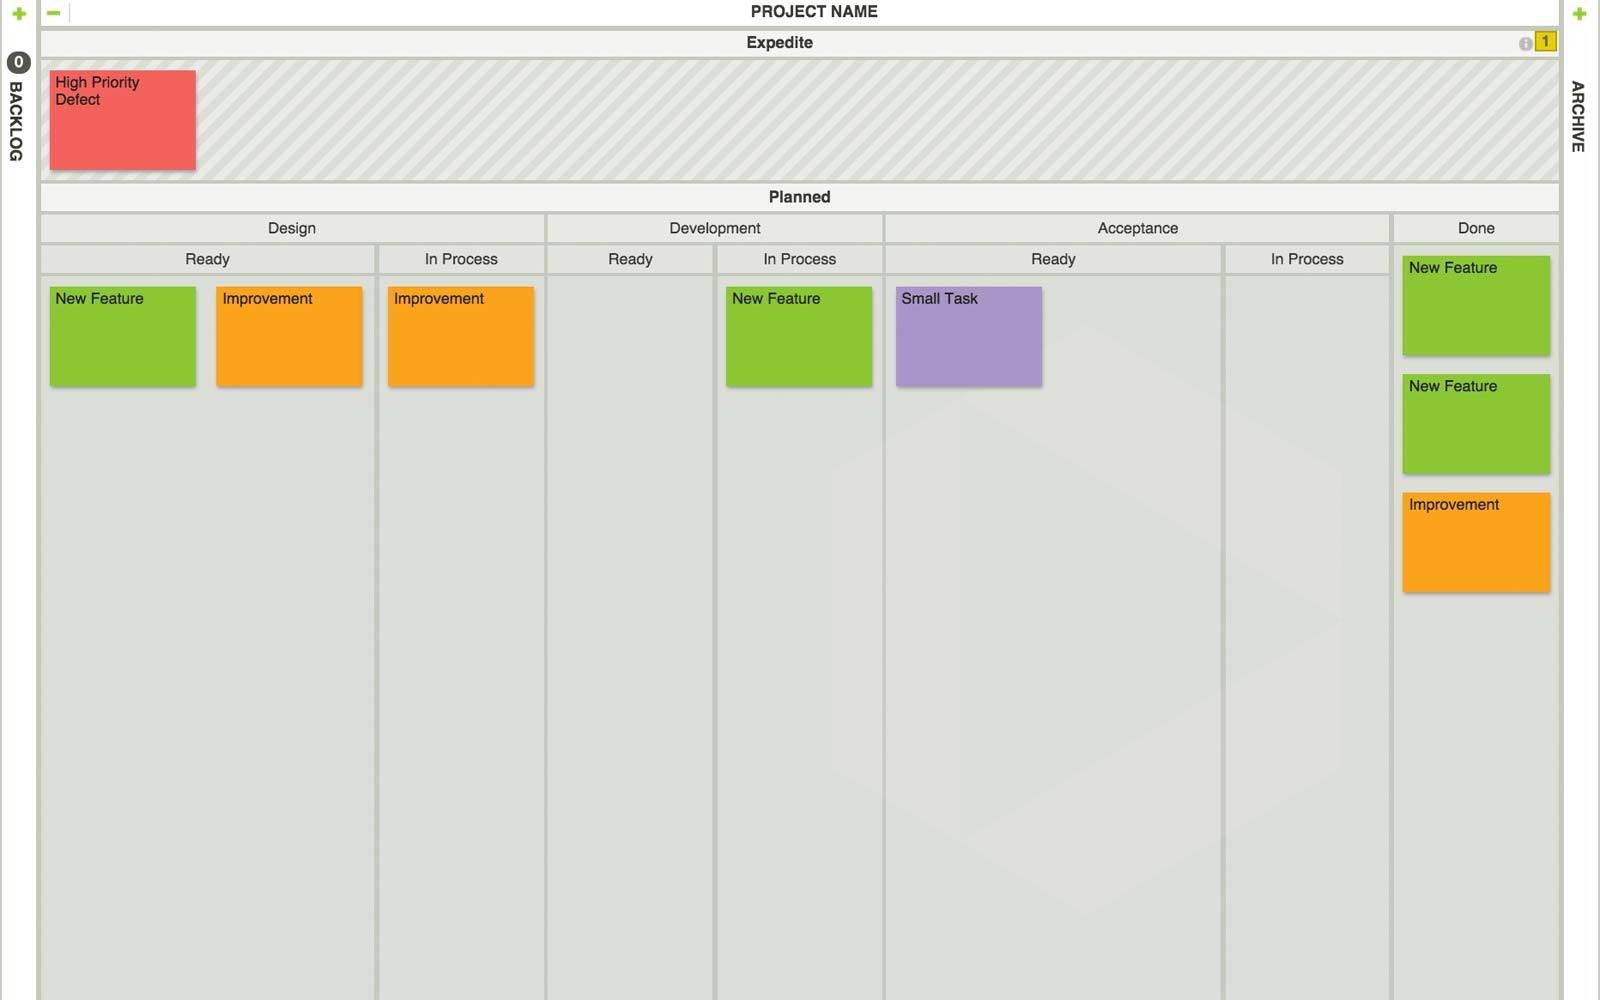 PROJECT NAME
Expedite
1
0
BACKLOG
ARCHIVE
High Priority
Defect
Planned
Design
Development
Acceptance
Done
Ready
In Process
Ready
In Process
Ready
In Process
New Feature
Improvement
Improvement
New Feature
Small Task
New Feature
New Feature
Improvement